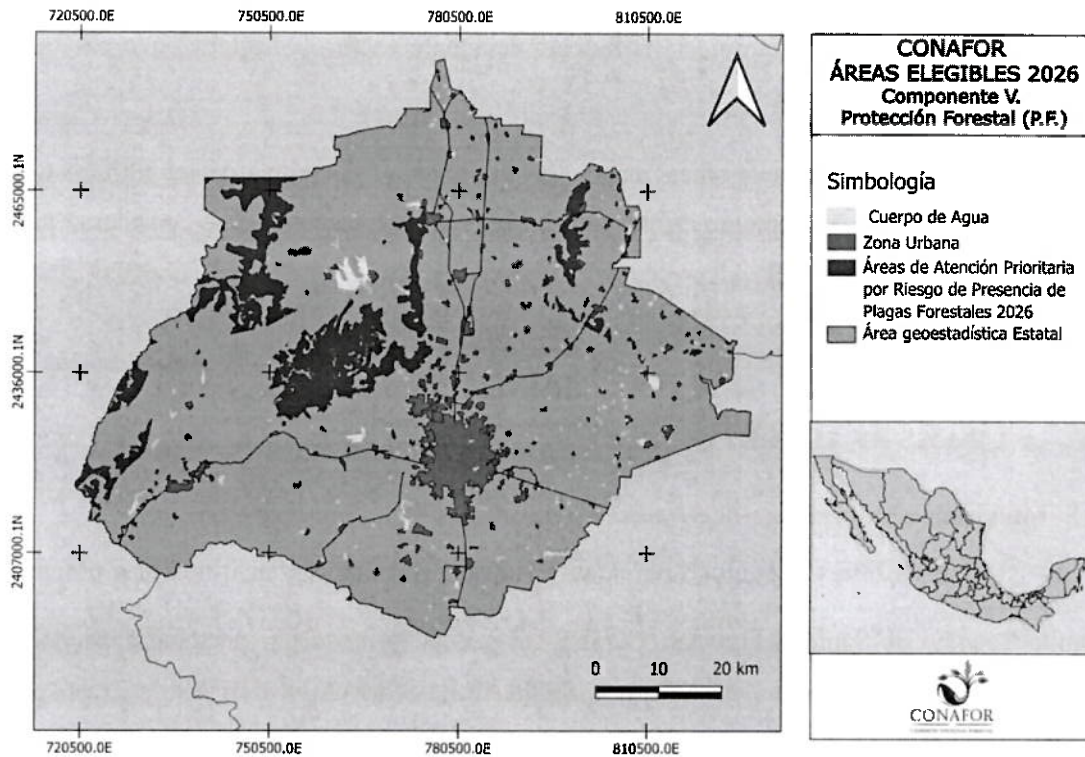 720500.0E 750500.0E 780500.0E 810500.0E
2465000.1N
2436000.1N
2407000.1N
0 10 20 km
720500.0E 750500.0E 780500.0E 810500.0E
CONAFOR
ÁREAS ELEGIBLES 2026
Componente V.
Protección Forestal (P.F.)
Simbología
Cuerpo de Agua
Zona Urbana
Áreas de Atención Prioritaria
por Riesgo de Presencia de
Plagas Forestales 2026
Área geoestadística Estatal
CONAFOR